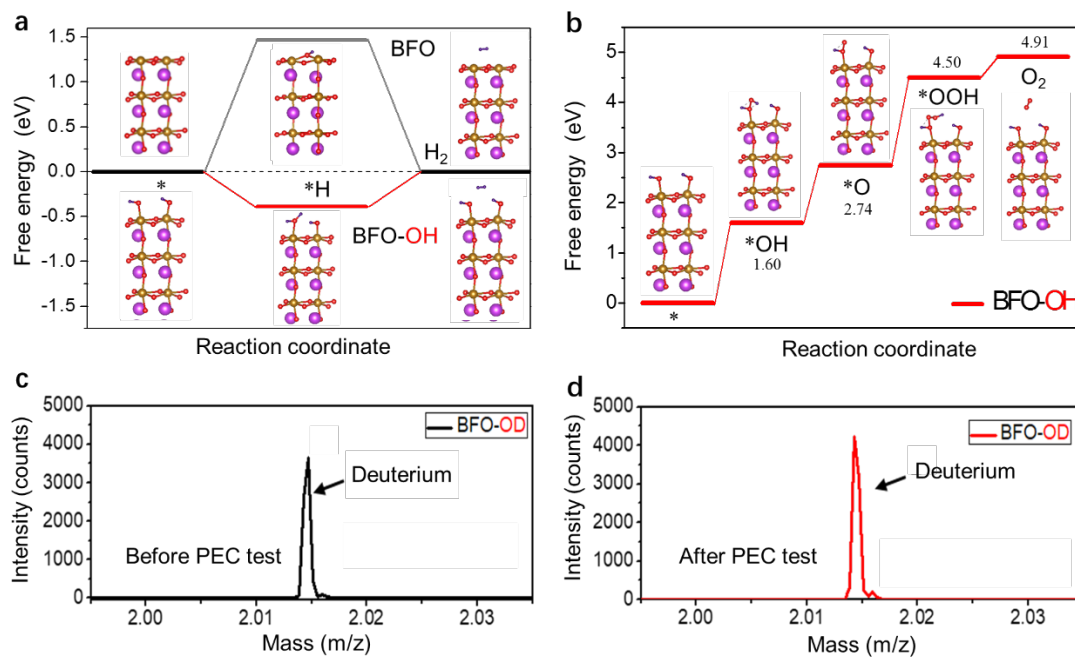 a
Free energy (eV)
1.5
1.0
0.5
0.0
-0.5
-1.0
-1.5
BFO
H2
*
*H
BFO-OH
Reaction coordinate
b
Free energy (eV)
6
5
4
3
2
1
0
4.91
4.50
O2
*OOH
*O
2.74
*OH
1.60
*
BFO-OH
Reaction coordinate
c
Intensity (counts)
5000
4000
3000
2000
1000
0
BFO-OD
Deuterium
Before PEC test
2.00 2.01 2.02 2.03
Mass (m/z)
d
Intensity (counts)
5000
4000
3000
2000
1000
0
BFO-OD
Deuterium
After PEC test
2.00 2.01 2.02 2.03
Mass (m/z)